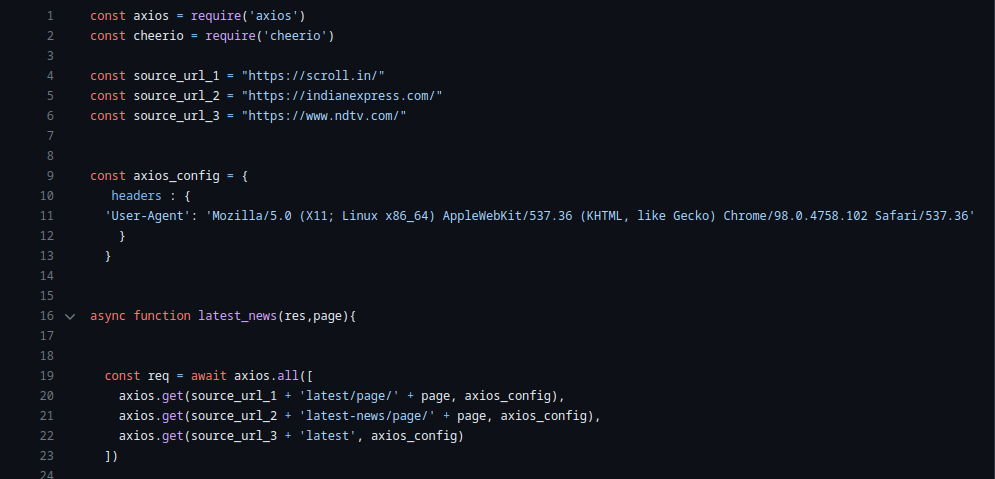 1 const axios = require('axios')
2 const cheerio = require('cheerio')
3
4 const source_url_1 = "https://scroll.in/"
5 const source_url_2 = "https://indianexpress.com/"
6 const source_url_3 = "https://www.ndtv.com/"
7
8
9 const axios_config = {
10 headers : {
11 'User-Agent': 'Mozilla/5.0 (X11; Linux x86_64) AppleWebKit/537.36 (KHTML, like Gecko) Chrome/98.0.4758.102 Safari/537.36'
12 }
13 }
14
15
16 async function latest_news(res,page){
17
18
19 const req = await axios.all([
20 axios.get(source_url_1 + 'latest/page/' + page, axios_config),
21 axios.get(source_url_2 + 'latest-news/page/' + page, axios_config),
22 axios.get(source_url_3 + 'latest', axios_config)
23 ])
24